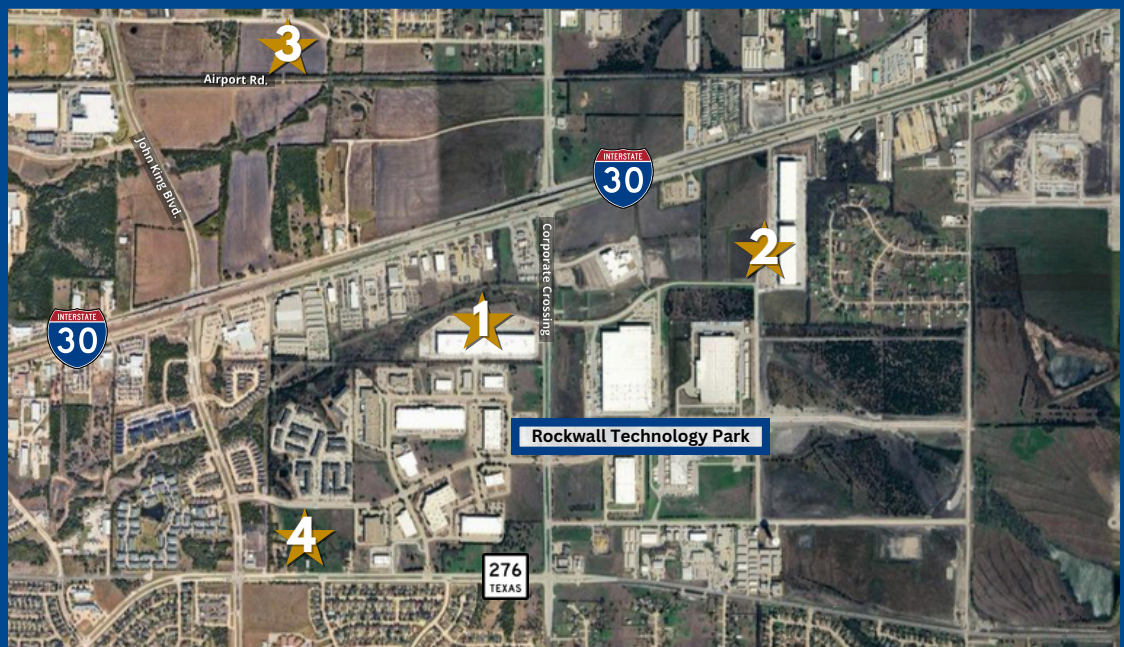 3
Airport Rd.
John King Blvd.
INTERSTATE
30
2
Corporate Crossing
1
INTERSTATE
30
Rockwall Technology Park
4
276
TEXAS